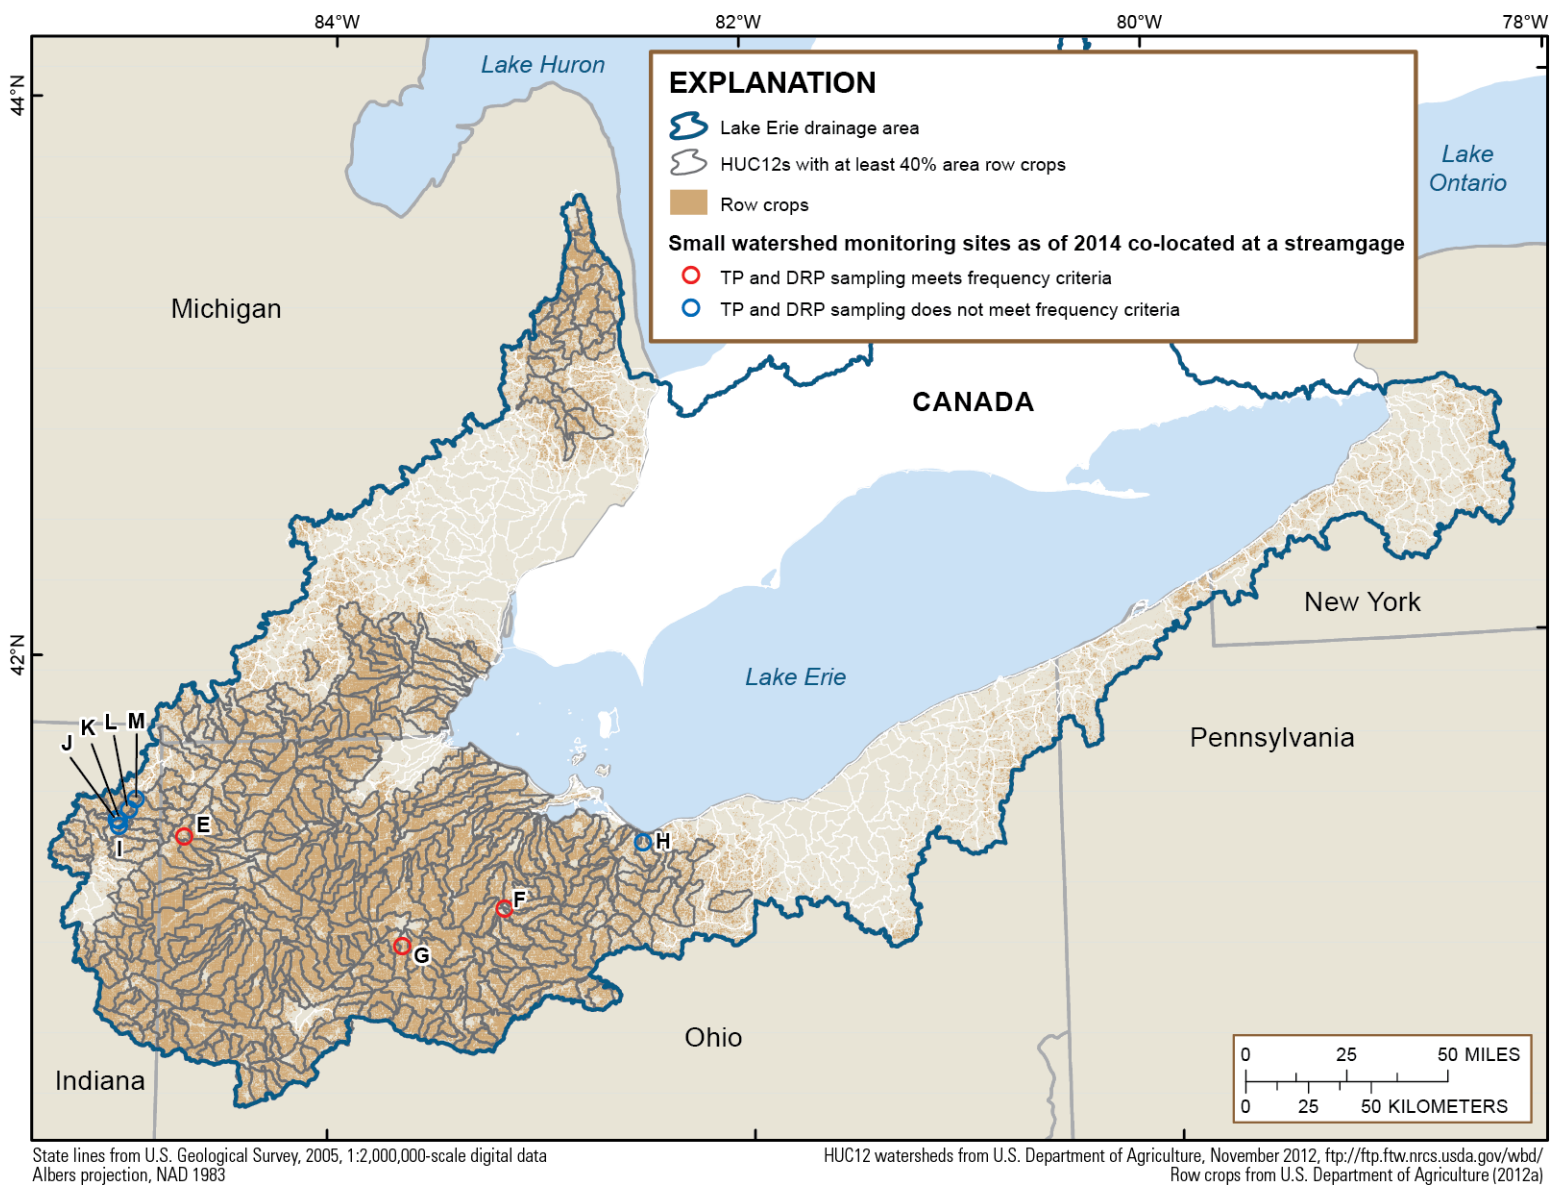 84°W
82°W
80°W
78°W
44°N
42°N
Lake Huron
EXPLANATION
Lake Erie drainage area
HUC12s with at least 40% area row crops
Row crops
Small watershed monitoring sites as of 2014 co-located at a streamgage
TP and DRP sampling meets frequency criteria
TP and DRP sampling does not meet frequency criteria
Lake
Ontario
Michigan
CANADA
New York
Lake Erie
Pennsylvania
J
K
L
M
E
I
H
F
G
Ohio
Indiana
0 25 50 MILES
0 25 50 KILOMETERS
State lines from U.S. Geological Survey, 2005, 1:2,000,000-scale digital data
Albers projection, NAD 1983
HUC12 watersheds from U.S. Department of Agriculture, November 2012, ftp://ftp.ftw.nrcs.usda.gov/wbd/
Row crops from U.S. Department of Agriculture (2012a)